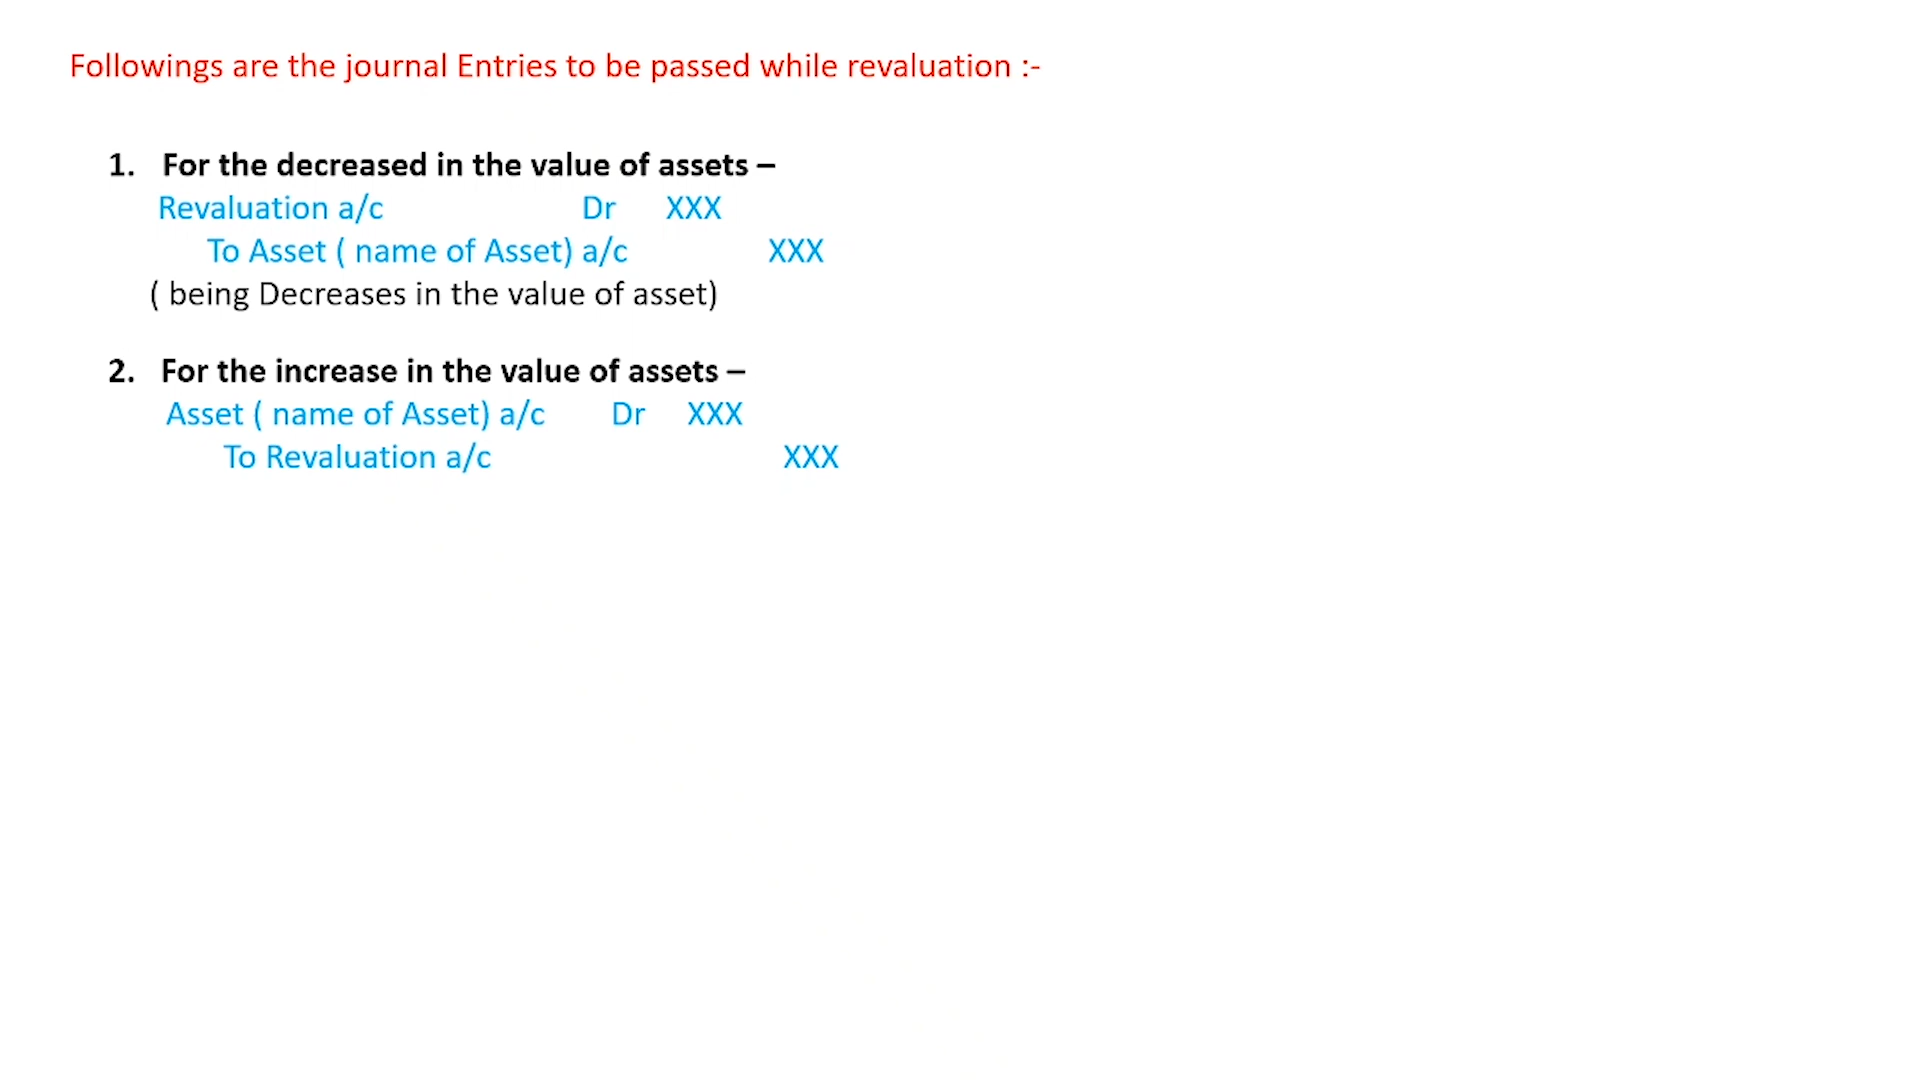 Followings are the journal Entries to be passed while revaluation :-
1. For the decreased in the value of assets –
Revaluation a/c Dr XXX
To Asset ( name of Asset) a/c XXX
( being Decreases in the value of asset)
2. For the increase in the value of assets –
Asset ( name of Asset) a/c Dr XXX
To Revaluation a/c XXX